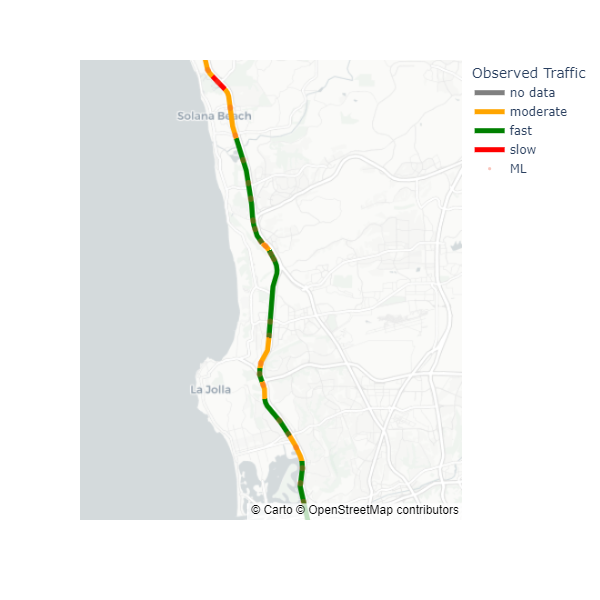 Observed Traffic
no data
moderate
fast
slow
ML
Solana Beach
La Jolla
© Carto © OpenStreetMap contributors